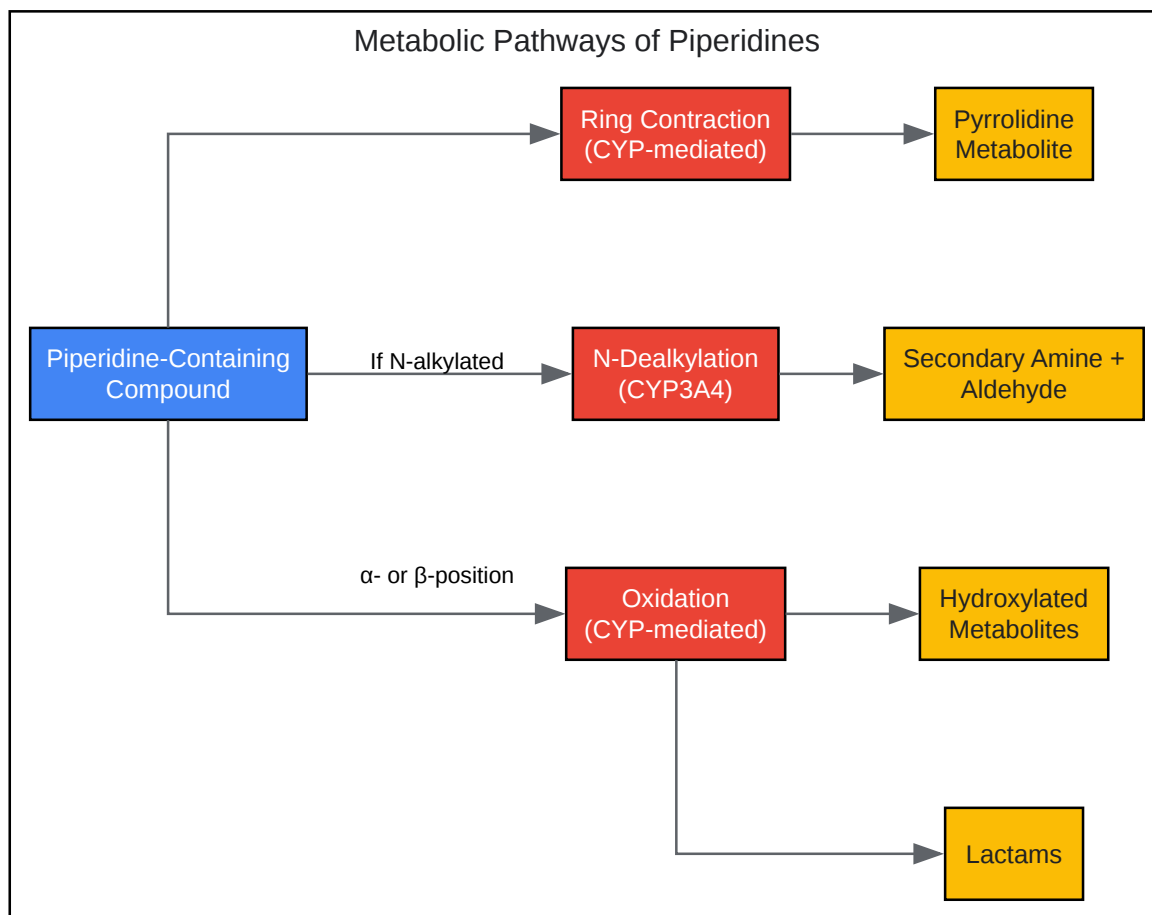 Metabolic Pathways of Piperidines
Ring Contraction
(CYP-mediated)
Pyrrolidine
Metabolite
Piperidine-Containing
Compound
If N-alkylated
N-Dealkylation
(CYP3A4)
Secondary Amine +
Aldehyde
α- or β-position
Oxidation
(CYP-mediated)
Hydroxylated
Metabolites
Lactams